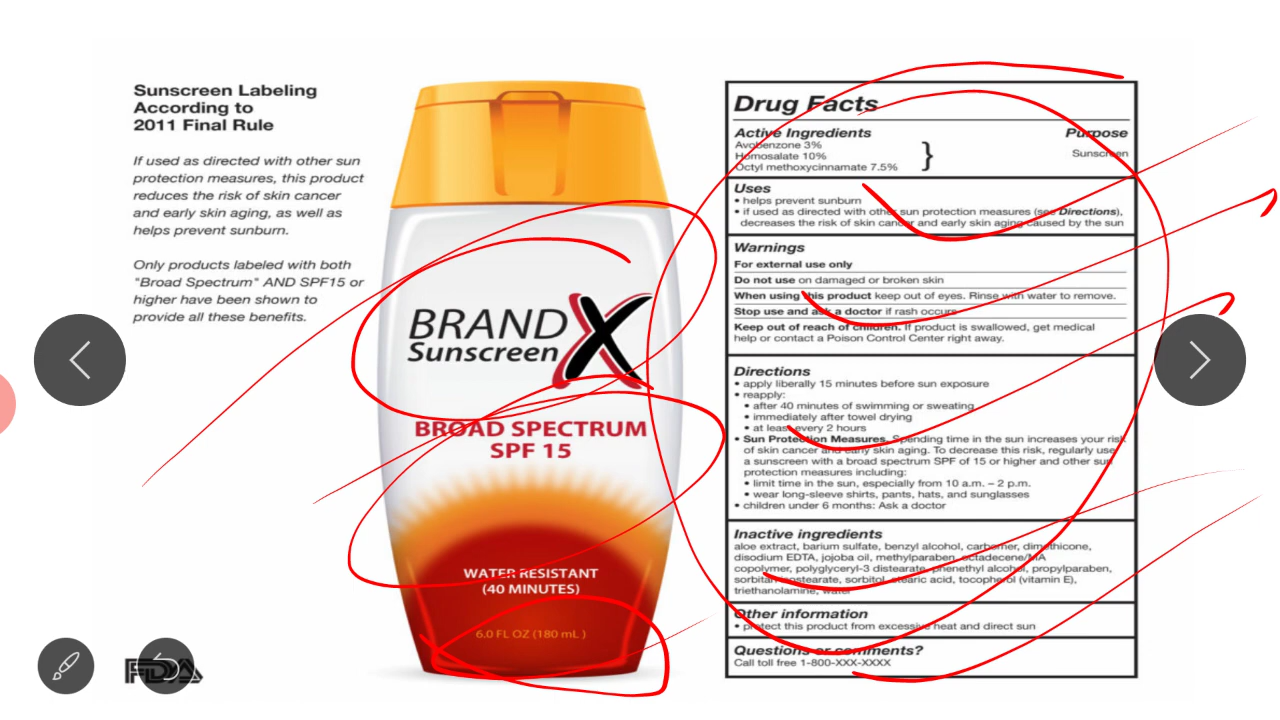 Sunscreen Labeling
According to
2011 Final Rule
If used as directed with other sun
protection measures, this product
reduces the risk of skin cancer
and early skin aging, as well as
helps prevent sunburn.
Only products labeled with both
"Broad Spectrum" AND SPF15 or
higher have been shown to
provide all these benefits.
FDA
BRAND X
Sunscreen
BROAD SPECTRUM
SPF 15
WATER RESISTANT
(40 MINUTES)
6.0 FL OZ (180 mL)
Drug Facts
Active Ingredients Purpose
Avobenzone 3%
Homosalate 10% } Sunscreen
Octyl methoxycinnamate 7.5%
Uses
• helps prevent sunburn
• if used as directed with other sun protection measures (see Directions),
decreases the risk of skin cancer and early skin aging caused by the sun
Warnings
For external use only
Do not use on damaged or broken skin
When using this product keep out of eyes. Rinse with water to remove.
Stop use and ask a doctor if rash occurs
Keep out of reach of children. If product is swallowed, get medical
help or contact a Poison Control Center right away.
Directions
• apply liberally 15 minutes before sun exposure
• reapply:
• after 40 minutes of swimming or sweating
• immediately after towel drying
• at least every 2 hours
• Sun Protection Measures. Spending time in the sun increases your risk
of skin cancer and early skin aging. To decrease this risk, regularly use
a sunscreen with a broad spectrum SPF of 15 or higher and other sun
protection measures including:
• limit time in the sun, especially from 10 a.m. – 2 p.m.
• wear long-sleeve shirts, pants, hats, and sunglasses
• children under 6 months: Ask a doctor
Inactive ingredients
aloe extract, barium sulfate, benzyl alcohol, carbomer, dimethicone,
disodium EDTA, jojoba oil, methylparaben, octadecene/MA
copolymer, polyglyceryl-3 distearate, phenethyl alcohol, propylparaben,
sorbitan isostearate, sorbitol, stearic acid, tocopherol (vitamin E),
triethanolamine, water
Other information
• protect this product from excessive heat and direct sun
Questions or comments?
Call toll free 1-800-XXX-XXXX